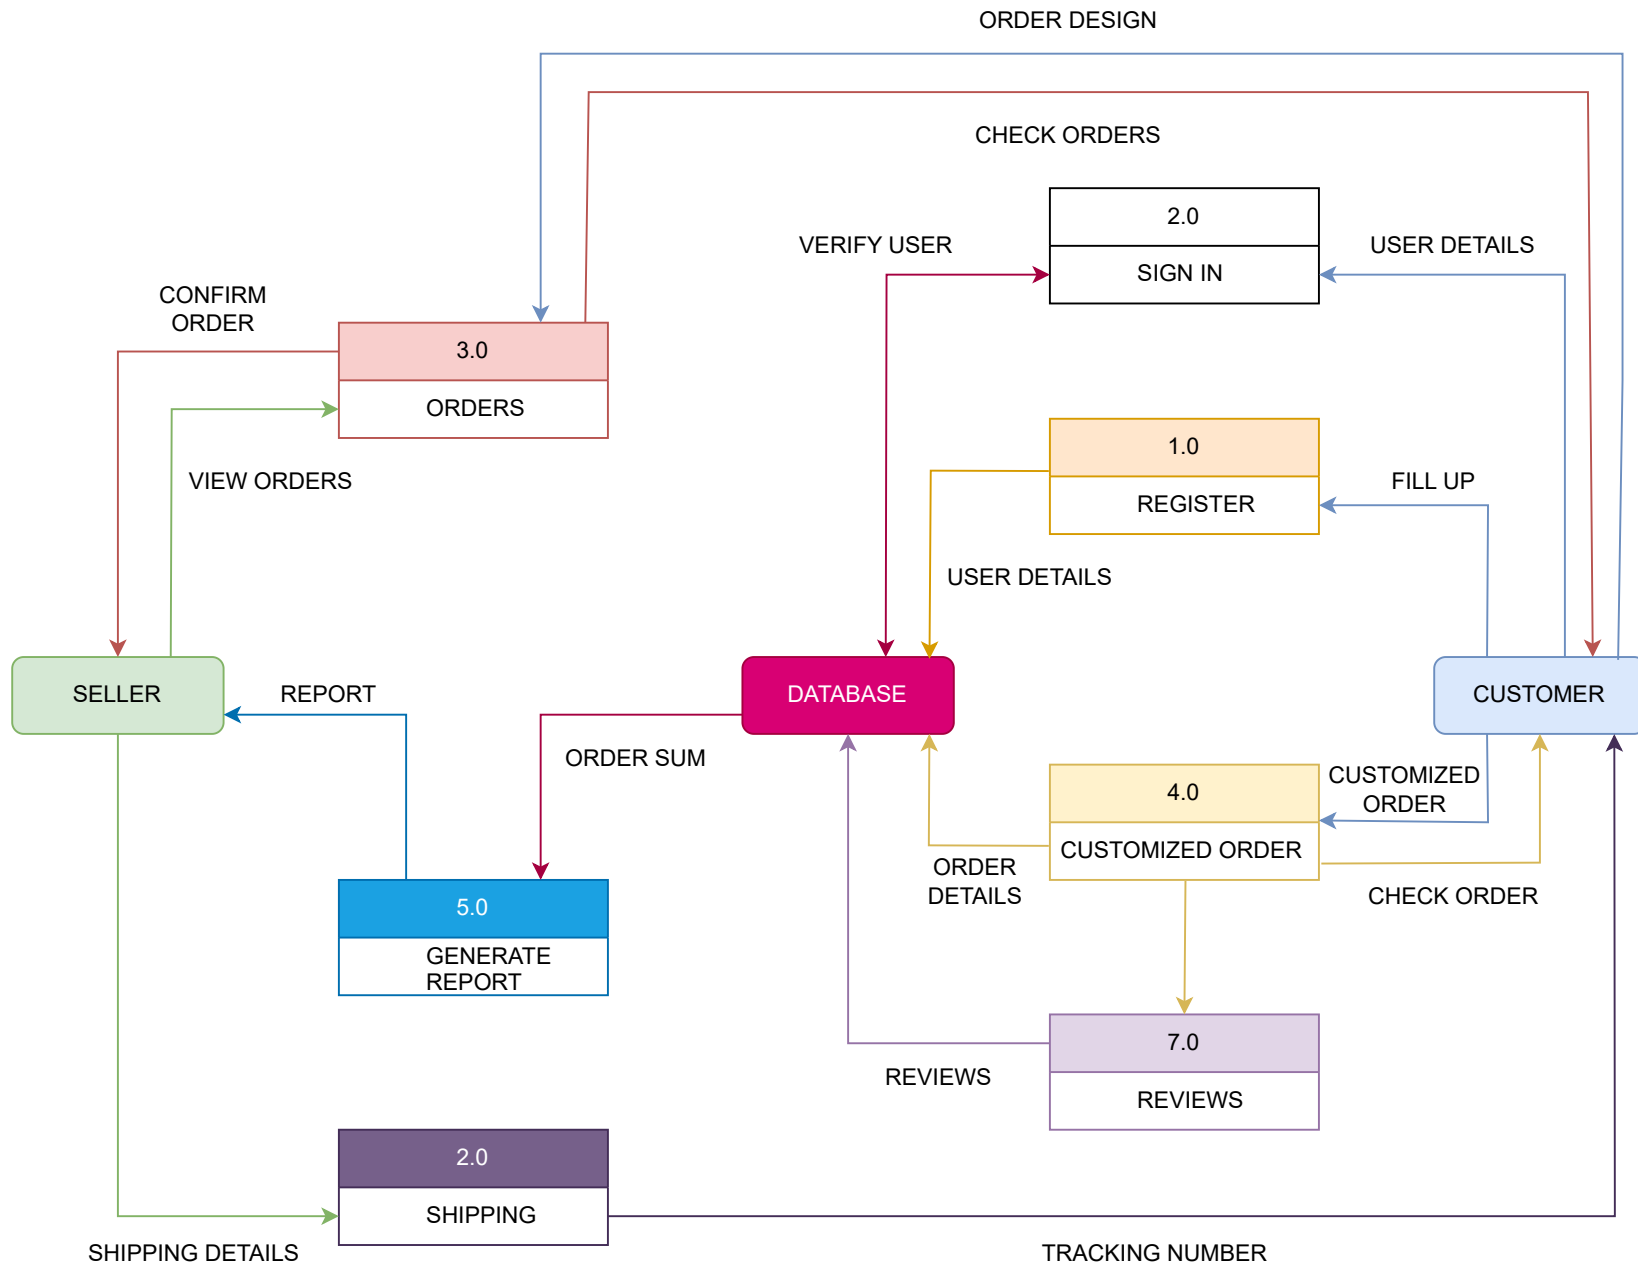 ORDER DESIGN
CHECK ORDERS
2.0
SIGN IN
VERIFY USER
USER DETAILS
CONFIRM
ORDER
3.0
ORDERS
VIEW ORDERS
1.0
REGISTER
FILL UP
USER DETAILS
SELLER
REPORT
DATABASE
CUSTOMER
ORDER SUM
CUSTOMIZED
ORDER
4.0
CUSTOMIZED ORDER
ORDER
DETAILS
CHECK ORDER
5.0
GENERATE
REPORT
7.0
REVIEWS
REVIEWS
2.0
SHIPPING
SHIPPING DETAILS
TRACKING NUMBER